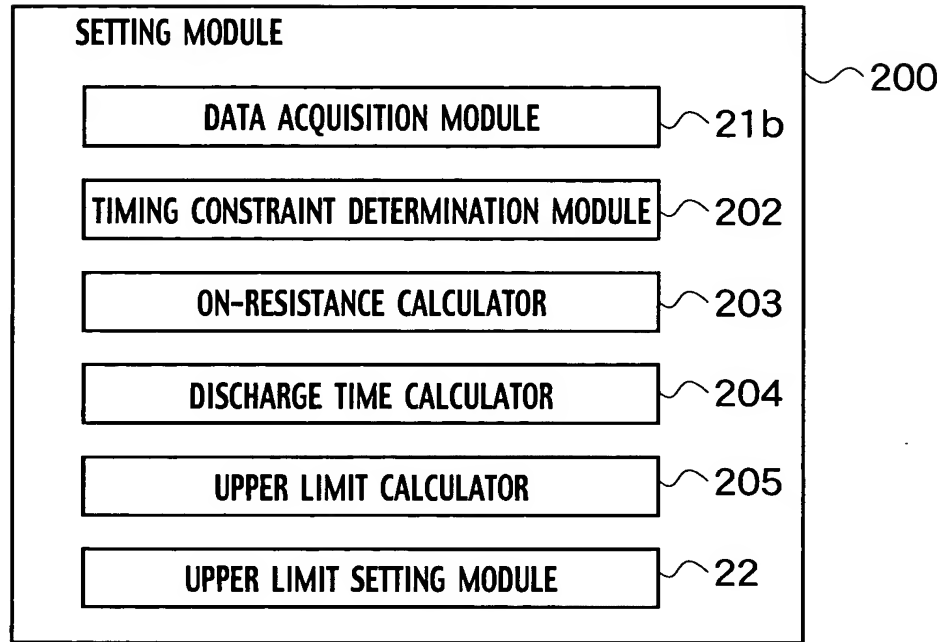 SETTING MODULE
200
DATA ACQUISITION MODULE 21b
TIMING CONSTRAINT DETERMINATION MODULE 202
ON-RESISTANCE CALCULATOR 203
DISCHARGE TIME CALCULATOR 204
UPPER LIMIT CALCULATOR 205
UPPER LIMIT SETTING MODULE 22